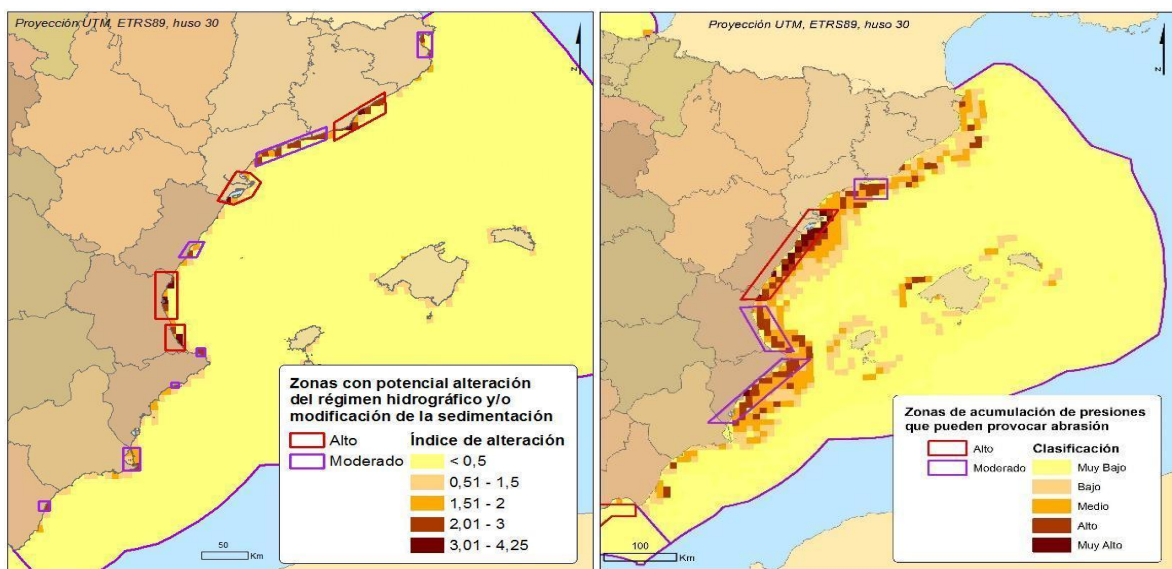 Proyección UTM, ETRS89, huso 30
N
Zonas con potencial alteración
del régimen hidrográfico y/o
modificación de la sedimentación
Alto
Moderado
Índice de alteración
< 0,5
0,51 - 1,5
1,51 - 2
2,01 - 3
3,01 - 4,25
50
Km
Proyección UTM, ETRS89, huso 30
N
Zonas de acumulación de presiones
que pueden provocar abrasión
Alto
Moderado
Clasificación
Muy Bajo
Bajo
Medio
Alto
Muy Alto
100
Km